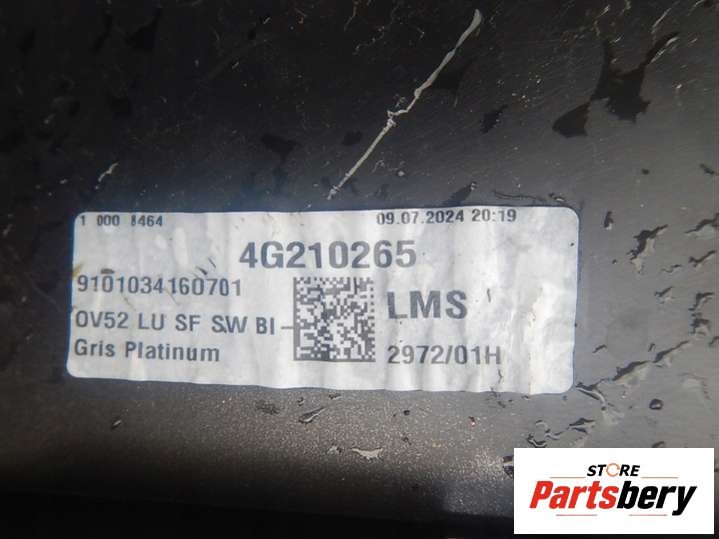 1 000 8464 09.07.2024 20:19
4G210265
9101034160701
LMS
OV52 LU SF SW BI-
Gris Platinum 2972/01H
STORE
Partsbery